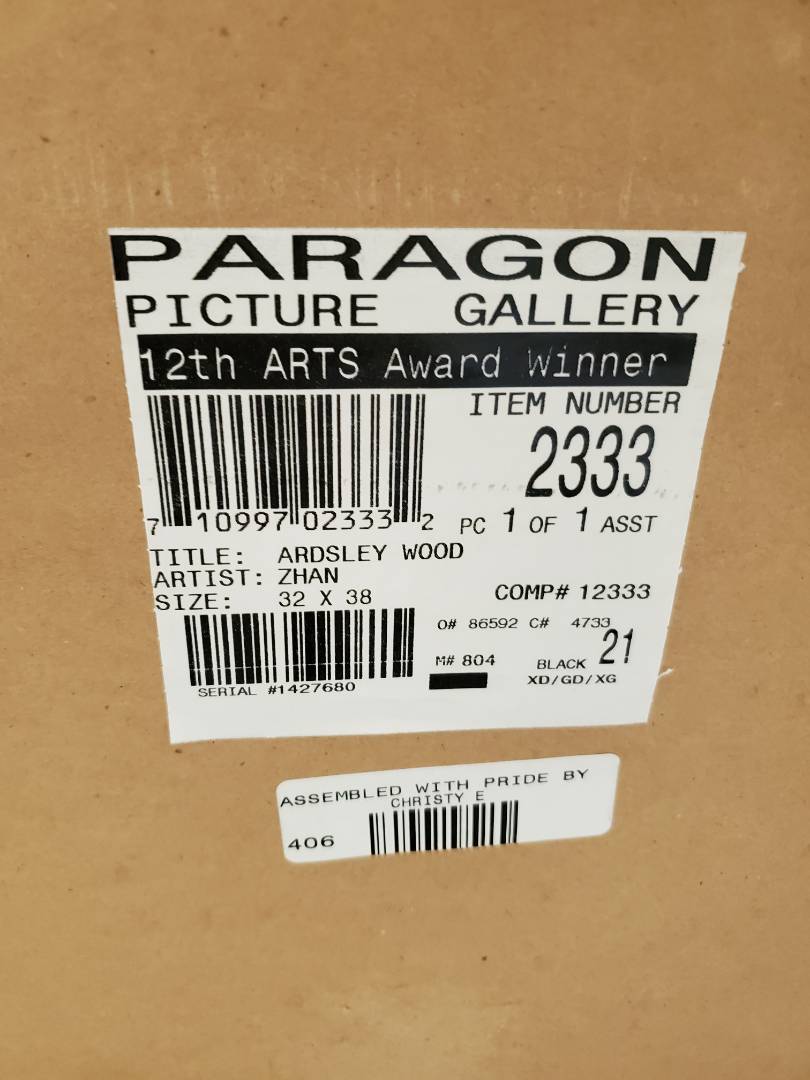 PARAGON
PICTURE GALLERY
12th ARTS Award Winner
ITEM NUMBER
2333
7 10997 02333 2
PC 1 OF 1 ASST
TITLE: ARDSLEY WOOD
ARTIST: ZHAN
SIZE: 32 X 38
COMP# 12333
O# 86592 C# 4733
M# 804
BLACK 21
XD/GD/XG
SERIAL #1427680
ASSEMBLED WITH PRIDE BY
CHRISTY E
406